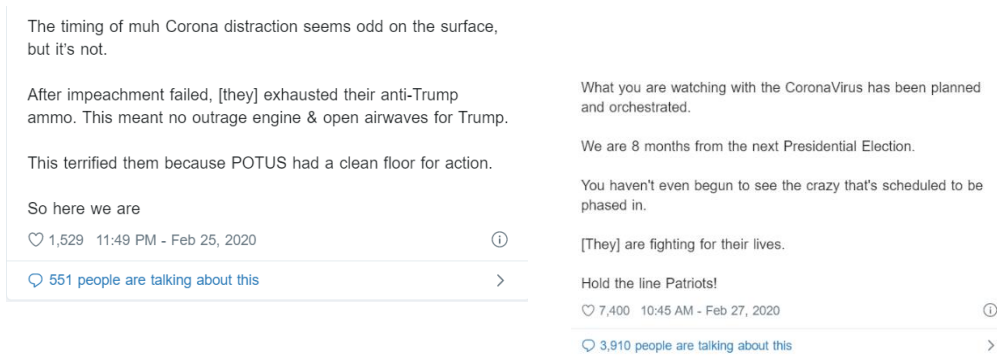 The timing of muh Corona distraction seems odd on the surface,
but it's not.
After impeachment failed, [they] exhausted their anti-Trump
ammo. This meant no outrage engine & open airwaves for Trump.
This terrified them because POTUS had a clean floor for action.
So here we are
1,529 11:49 PM - Feb 25, 2020
551 people are talking about this
What you are watching with the CoronaVirus has been planned
and orchestrated.
We are 8 months from the next Presidential Election.
You haven't even begun to see the crazy that's scheduled to be
phased in.
[They] are fighting for their lives.
Hold the line Patriots!
7,400 10:45 AM - Feb 27, 2020
3,910 people are talking about this